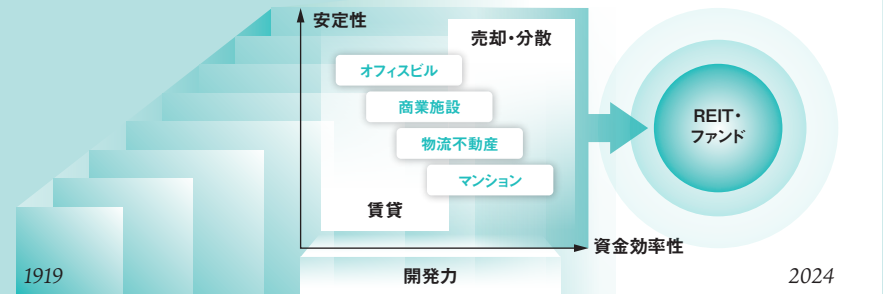 安定性
売却・分散
オフィスビル
商業施設
物流不動産
マンション
賃貸
資金効率性
開発力
REIT・
ファンド
1919
2024